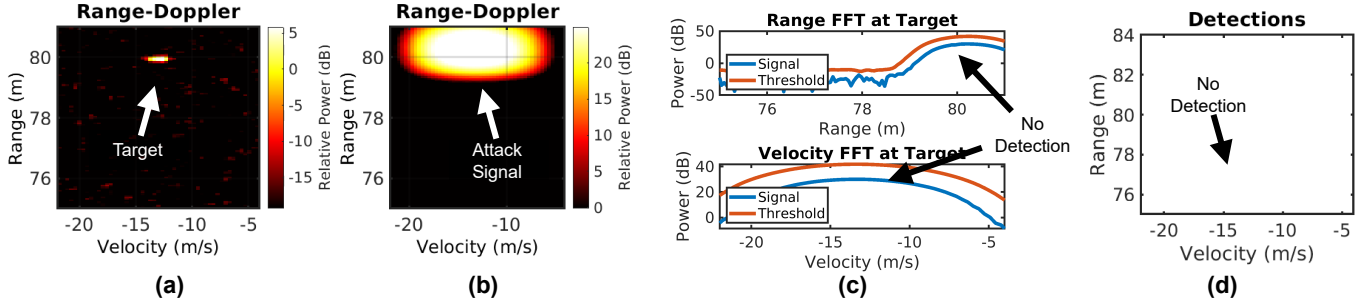 Range-Doppler
Range (m)
80
78
76
Target
-20
-15
-10
-5
Velocity (m/s)
5
0
-5
-10
-15
Relative Power (dB)
(a)
Range-Doppler
Range (m)
80
78
76
Attack
Signal
-20
-10
Velocity (m/s)
20
15
10
5
0
Relative Power (dB)
(b)
Range FFT at Target
Power (dB)
50
0
-50
Signal
Threshold
76
78
80
Range (m)
No
Detection
Velocity FFT at Target
Power (dB)
40
20
0
Signal
Threshold
-20
-15
-10
-5
Velocity (m/s)
(c)
Detections
Range (m)
84
82
80
78
76
No
Detection
-20
-15
-10
-5
Velocity (m/s)
(d)